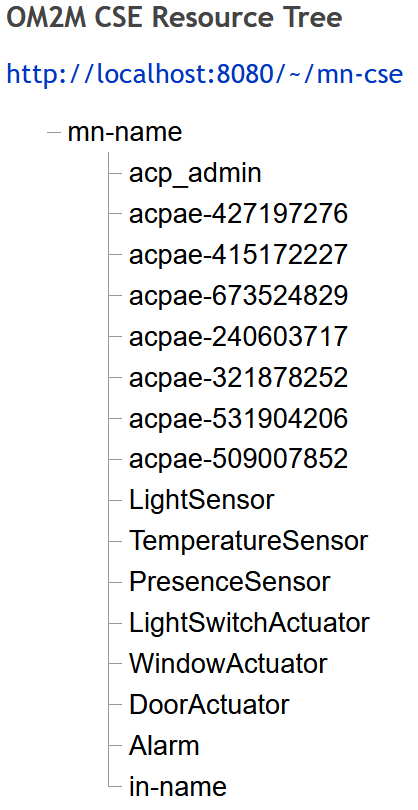 OM2M CSE Resource Tree
http://localhost:8080/~/mn-cse
mn-name
acp_admin
acpae-427197276
acpae-415172227
acpae-673524829
acpae-240603717
acpae-321878252
acpae-531904206
acpae-509007852
LightSensor
TemperatureSensor
PresenceSensor
LightSwitchActuator
WindowActuator
DoorActuator
Alarm
in-name